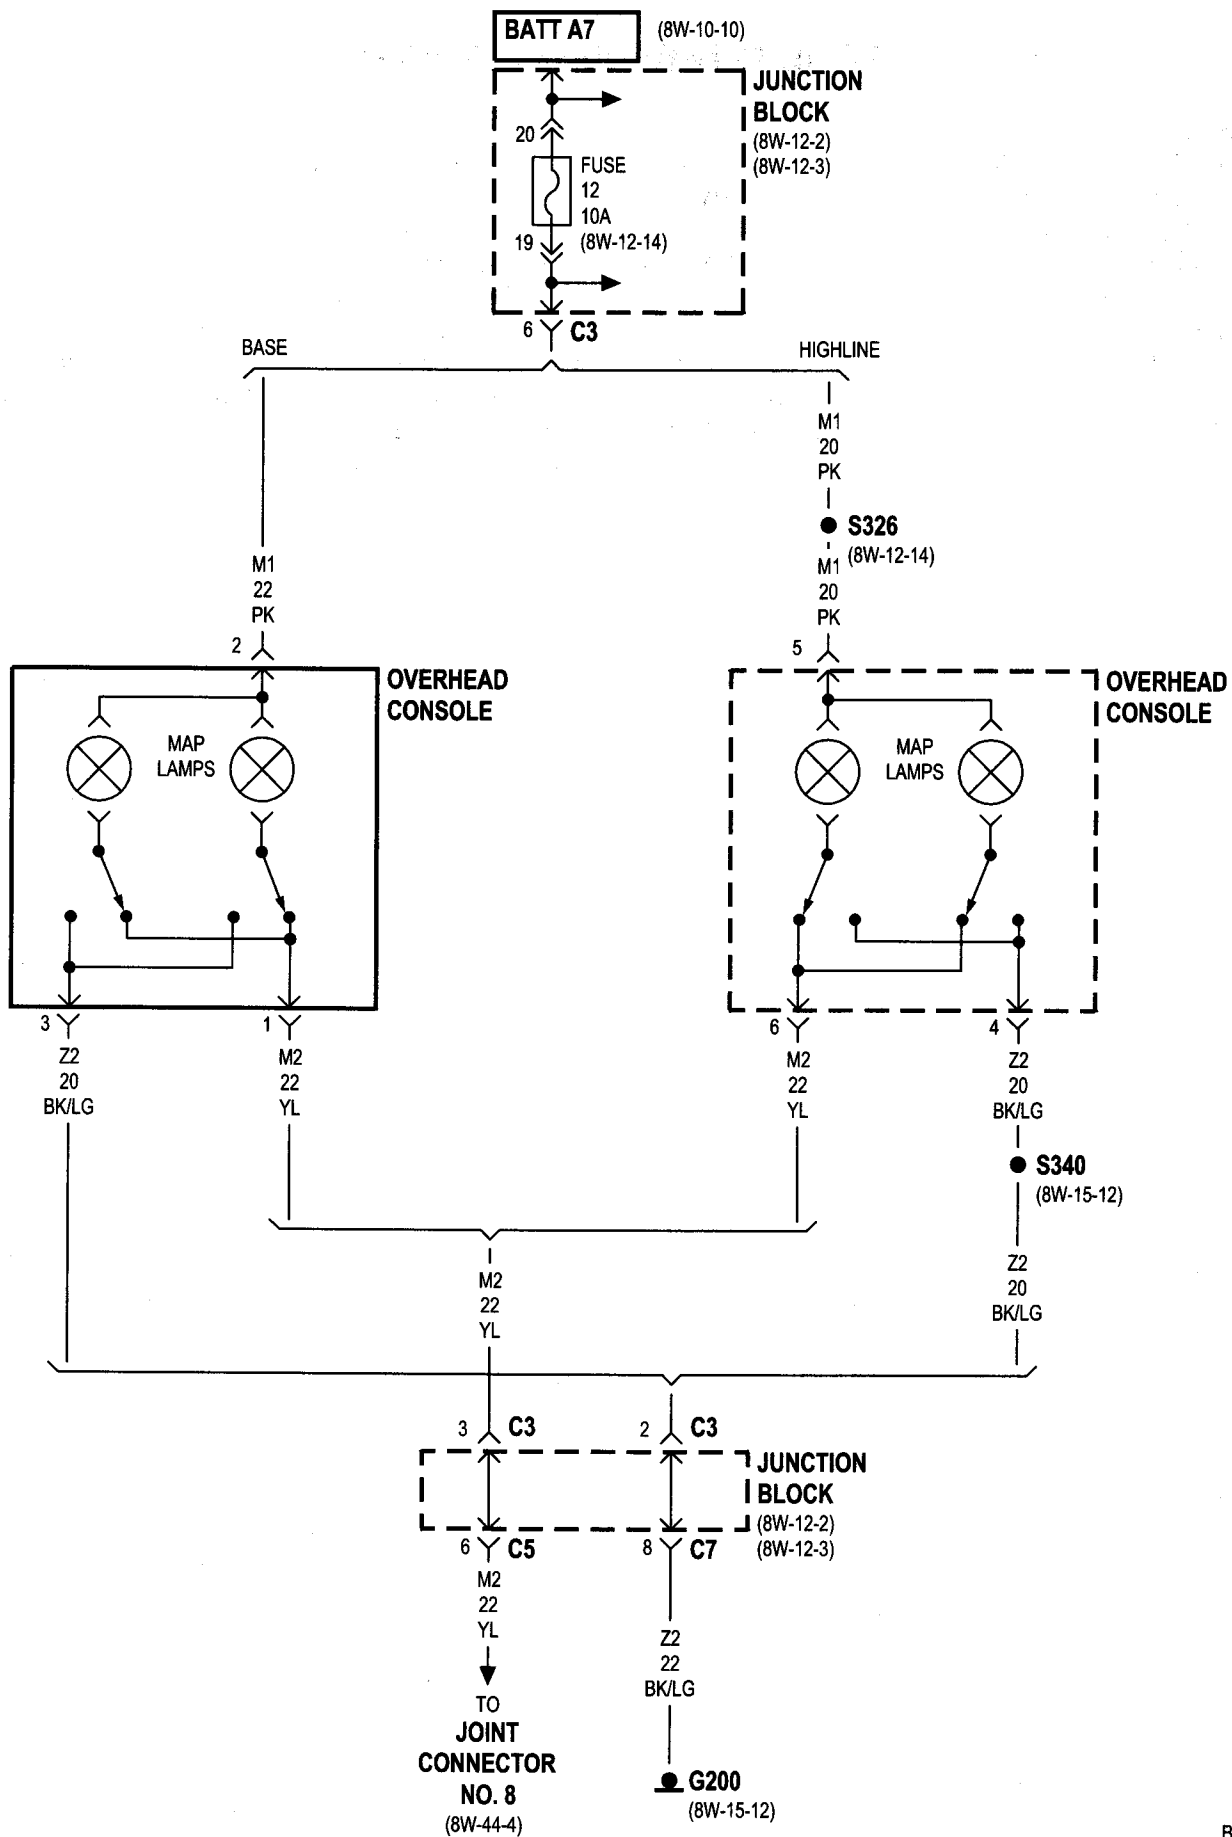 BATT A7
(8W-10-10)
JUNCTION
BLOCK
(8W-12-2)
(8W-12-3)
20
FUSE
12
10A
(8W-12-14)
19
6
C3
BASE
HIGHLINE
M1
20
PK
S326
(8W-12-14)
M1
22
PK
M1
20
PK
2
5
OVERHEAD
CONSOLE
OVERHEAD
CONSOLE
MAP
LAMPS
MAP
LAMPS
3
1
6
4
Z2
20
BK/LG
M2
22
YL
M2
22
YL
Z2
20
BK/LG
S340
(8W-15-12)
M2
22
YL
Z2
20
BK/LG
3
C3
2
C3
JUNCTION
BLOCK
(8W-12-2)
(8W-12-3)
6
C5
8
C7
M2
22
YL
Z2
22
BK/LG
TO
JOINT
CONNECTOR
NO. 8
(8W-44-4)
G200
(8W-15-12)